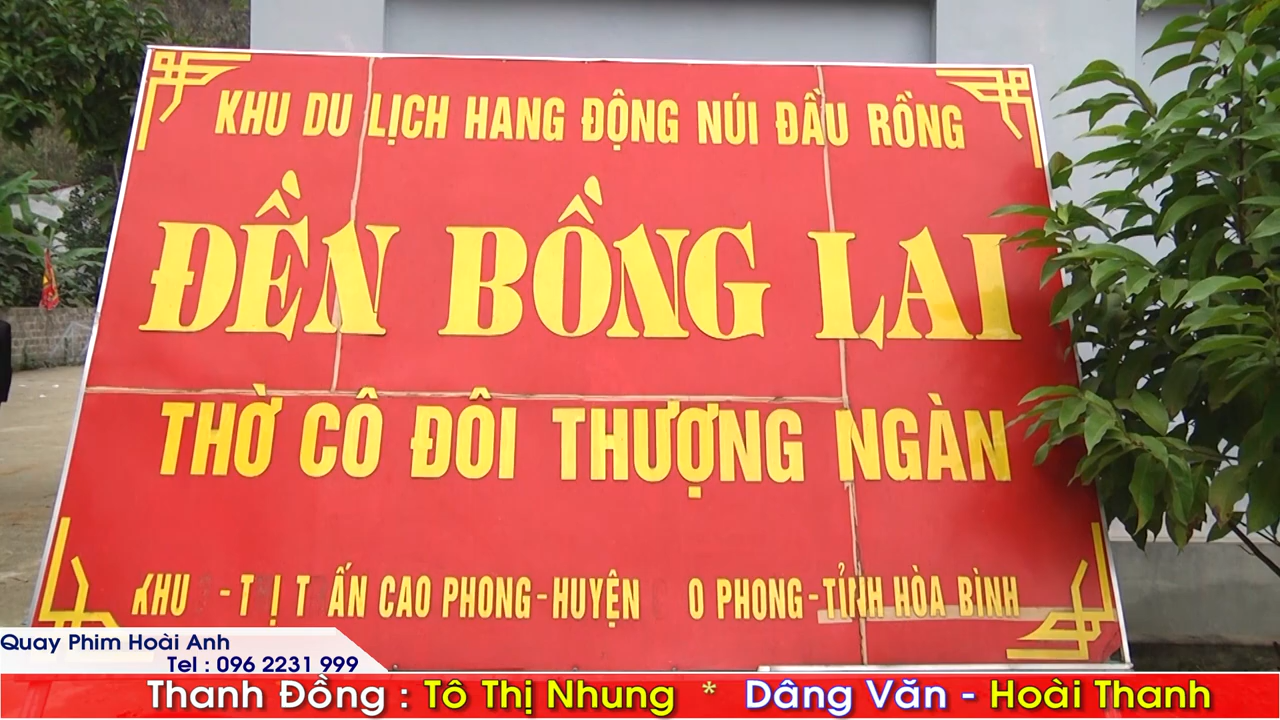 KHU DU LỊCH HANG ĐỘNG NÚI ĐẦU RỒNG
ĐỀN BỒNG LAI
THỜ CÔ ĐÔI THƯỢNG NGÀN
KHU - CAO PHONG-HUYỆN PHONG-TỈNH HÒA BÌNH
Quay Phim Hoài Anh
Tel : 096 2231 999
Thanh Đồng : Tô Thị Nhung * Dâng Văn - Hoài Thanh